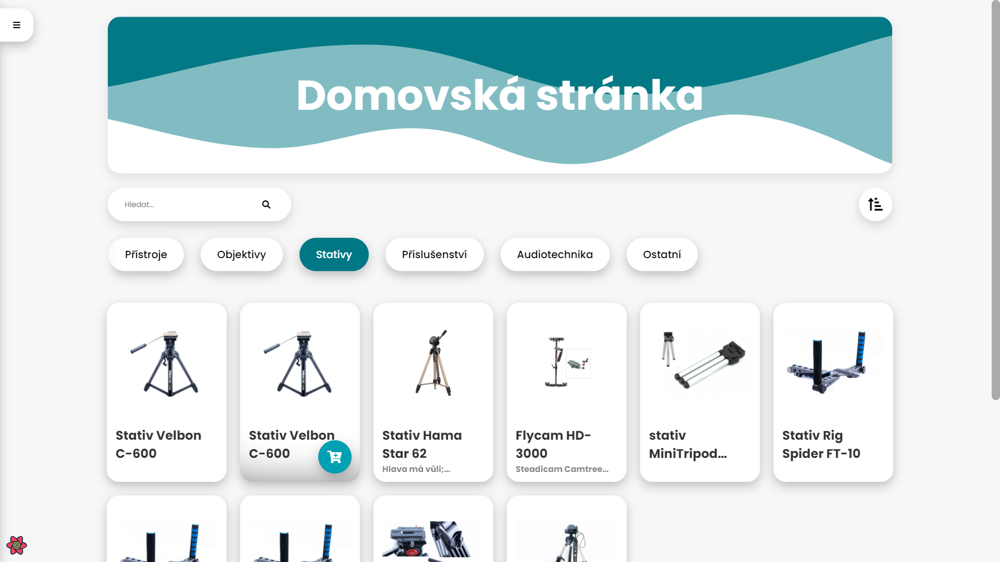 Domovská stránka
Hledat...
Přístroje
Objektivy
Stativy
Příslušenství
Audiotechnika
Ostatní
Stativ Velbon
C-600
Stativ Velbon
C-600
Stativ Hama
Star 62
Hlava má vůli;...
Flycam HD-
3000
Steadicam Camtree...
stativ
MiniTripod...
Stativ Rig
Spider FT-10